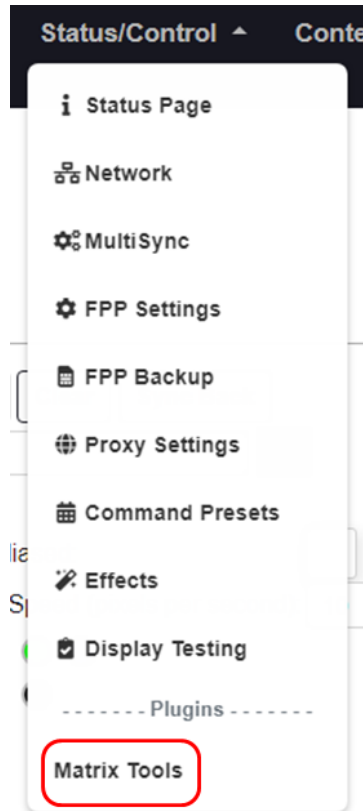 Status/Control Conte
Status Page
Network
MultiSync
FPP Settings
FPP Backup
Proxy Settings
Command Presets
Effects
Display Testing
- - - - - - - Plugins - - - - - - -
Matrix Tools